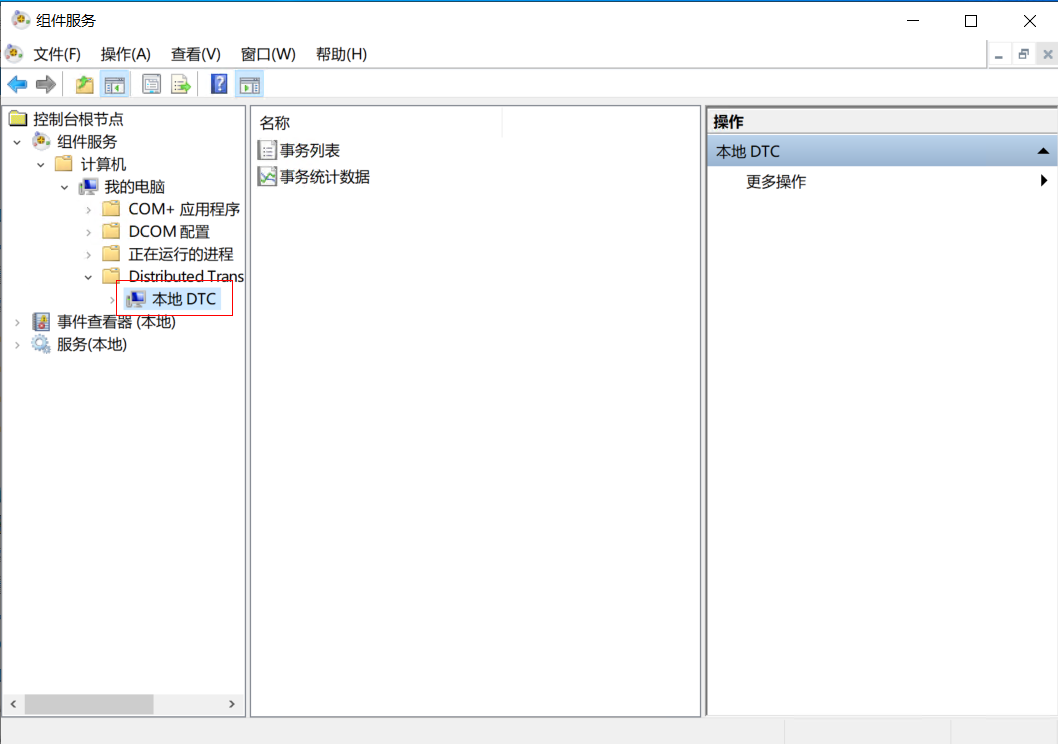 组件服务
文件(F) 操作(A) 查看(V) 窗口(W) 帮助(H)
控制台根节点
组件服务
计算机
我的电脑
COM+ 应用程序
DCOM 配置
正在运行的进程
Distributed Trans
本地 DTC
事件查看器 (本地)
服务(本地)
名称
事务列表
事务统计数据
操作
本地 DTC
更多操作